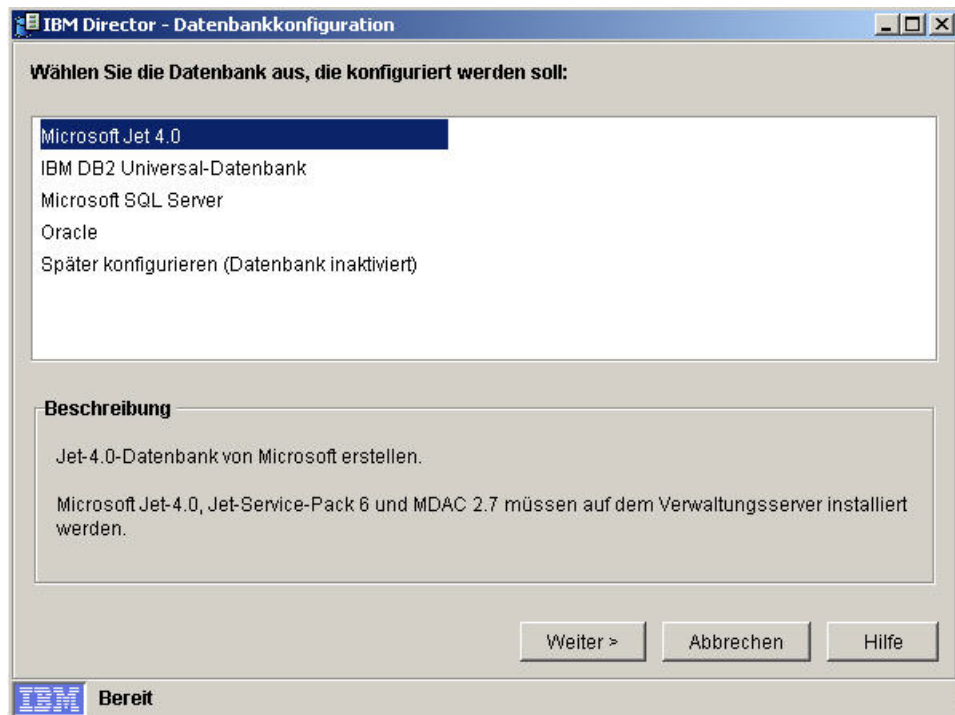 IBM Director - Datenbankkonfiguration
Wählen Sie die Datenbank aus, die konfiguriert werden soll:
Microsoft Jet 4.0
IBM DB2 Universal-Datenbank
Microsoft SQL Server
Oracle
Später konfigurieren (Datenbank inaktiviert)
Beschreibung
Jet-4.0-Datenbank von Microsoft erstellen.
Microsoft Jet-4.0, Jet-Service-Pack 6 und MDAC 2.7 müssen auf dem Verwaltungsserver installiert
werden.
Weiter > Abbrechen Hilfe
IBM Bereit